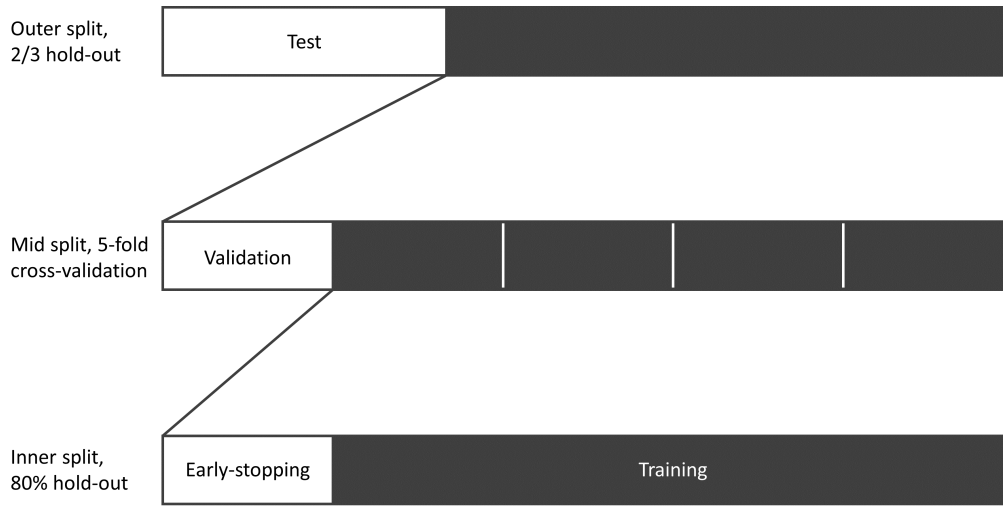 Outer split,
2/3 hold-out
Test
Mid split, 5-fold
cross-validation
Validation
Inner split,
80% hold-out
Early-stopping
Training